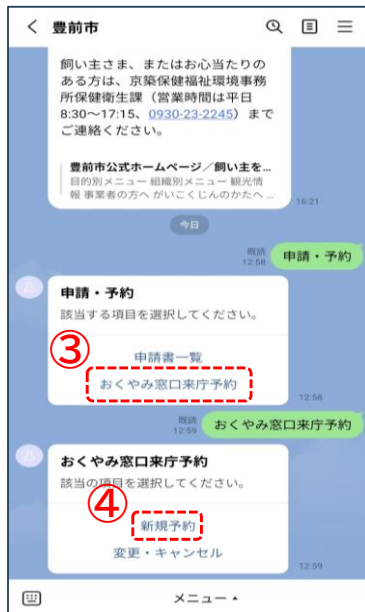 豊前市
飼い主さま、またはお心当たりの
ある方は、京築保健福祉環境事務
所保健衛生課（営業時間は平日
8:30～17:15、0930-23-2245）まで
ご連絡ください。
豊前市公式ホームページ／飼い主を...
目的別メニュー 組織別メニュー 観光情
報 事業者の方へ がいこくじんのかたへ ...
16:21
今日
既読
12:58
申請・予約
申請・予約
該当する項目を選択してください。
③
申請書一覧
おくやみ窓口来庁予約
12:58
既読
12:59
おくやみ窓口来庁予約
おくやみ窓口来庁予約
該当の項目を選択してください。
④
新規予約
変更・キャンセル
12:59
メニュー